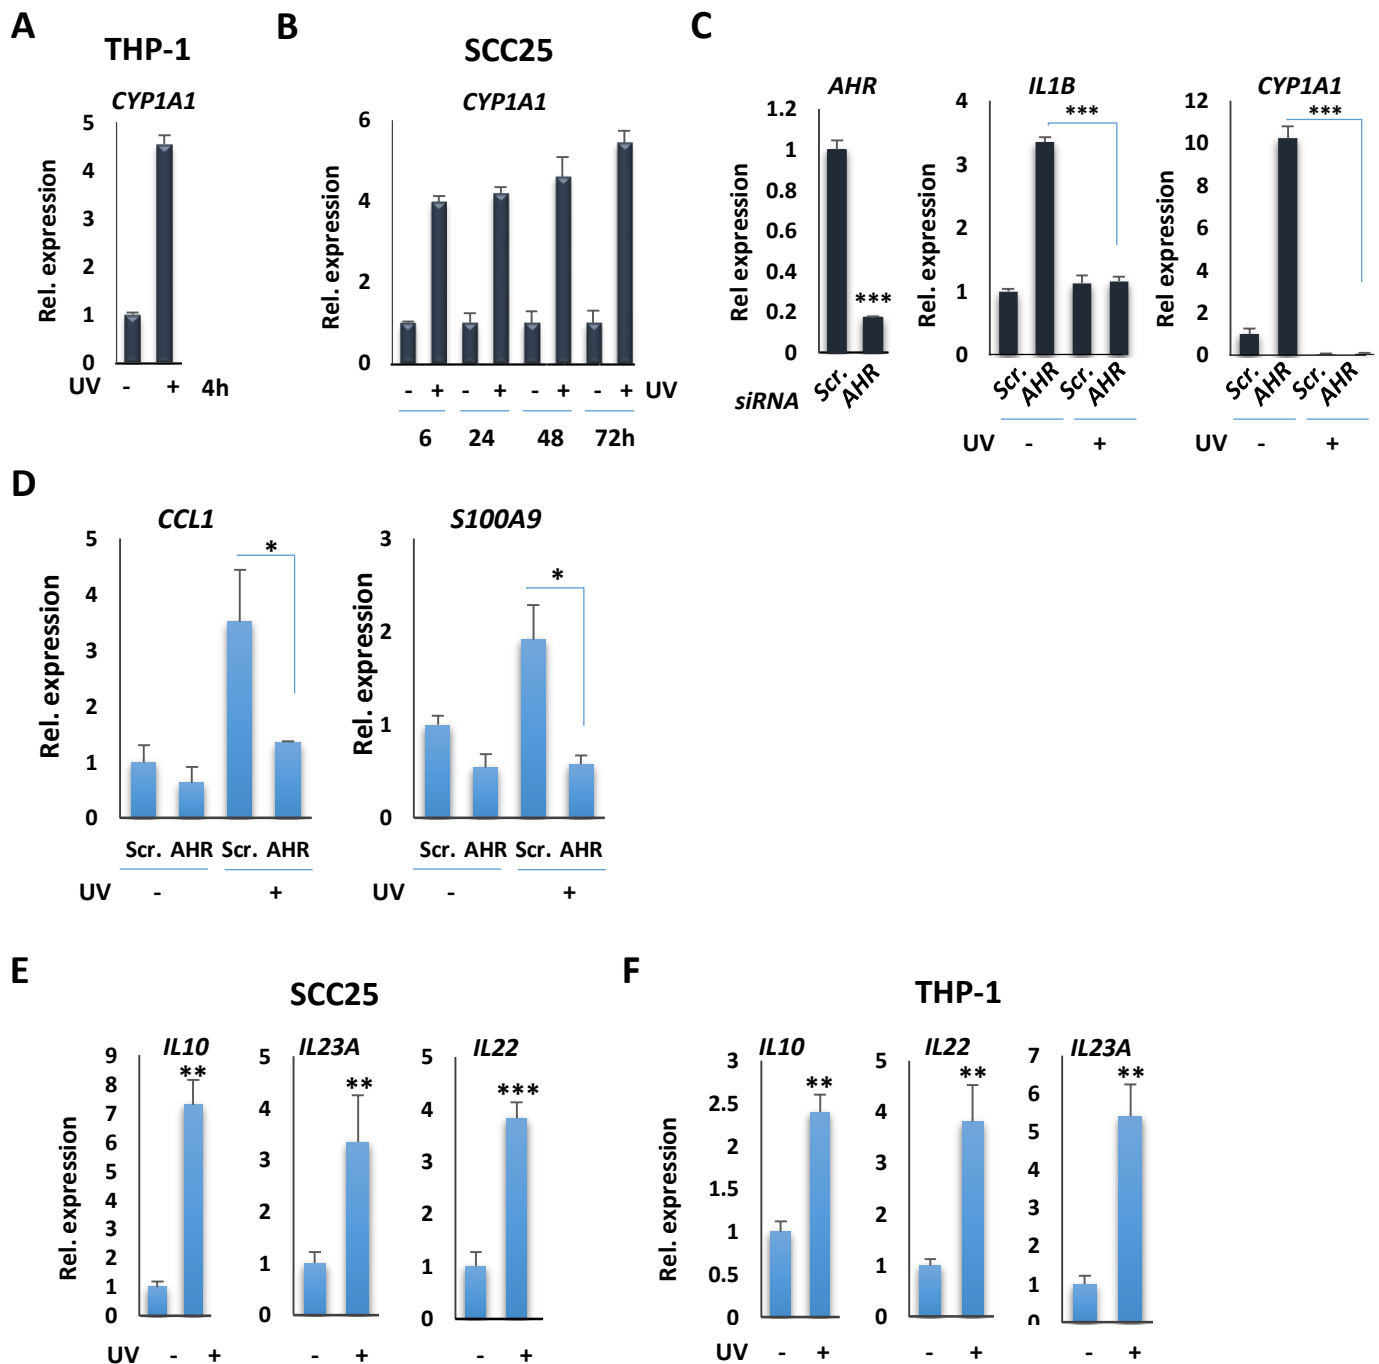 A
THP-1
CYP1A1
Rel. expression
5
4
3
2
1
0
UV - + 4h
B
SCC25
CYP1A1
Rel. expression
6
4
2
0
- + - + - + - + UV
6 24 48 72h
C
AHR
Rel expression
1.2
1
0.8
0.6
0.4
0.2
0
***
siRNA Scr. AHR
IL1B
Rel. expression
4
3
2
1
0
***
Scr. AHR Scr. AHR
UV - +
CYP1A1
Rel expression
12
10
8
6
4
2
0
***
Scr. AHR Scr. AHR
UV - +
D
CCL1
Rel. expression
5
4
3
2
1
0
*
Scr. AHR Scr. AHR
UV - +
S100A9
Rel. expression
3
2
1
0
*
Scr. AHR Scr. AHR
UV - +
E
SCC25
IL10
Rel. expression
9
8
7
6
5
4
3
2
1
0
**
UV - +
IL23A
5
4
3
2
1
0
**
- +
IL22
5
4
3
2
1
0
***
- +
F
THP-1
IL10
Rel. expression
3
2.5
2
1.5
1
0.5
0
**
UV - +
IL22
5
4
3
2
1
0
**
- +
IL23A
7
6
5
4
3
2
1
0
**
- +